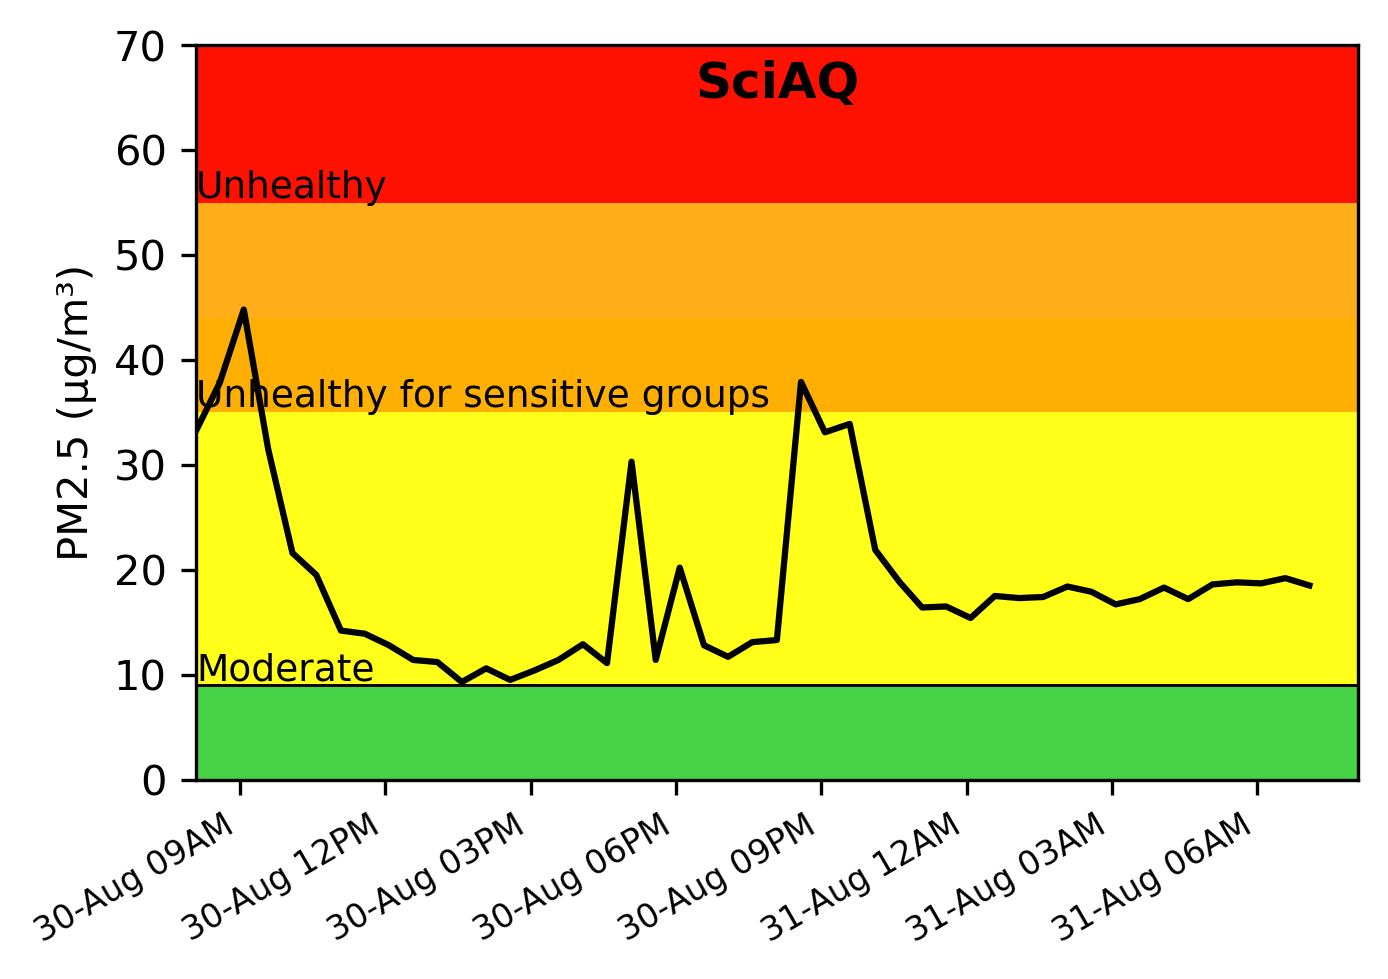 SciAQ
PM2.5 (µg/m³)
70
60
50
40
30
20
10
0
Unhealthy
Unhealthy for sensitive groups
Moderate
30-Aug 09AM
30-Aug 12PM
30-Aug 03PM
30-Aug 06PM
30-Aug 09PM
31-Aug 12AM
31-Aug 03AM
31-Aug 06AM